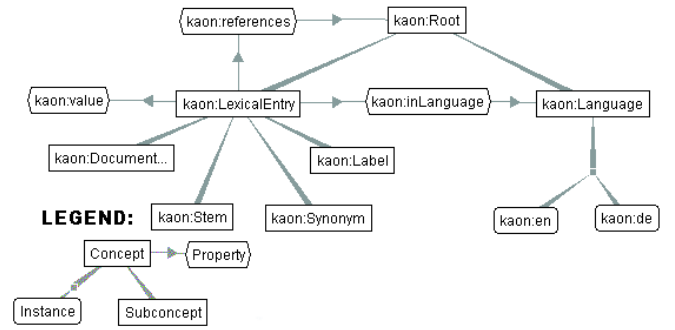 kaon:references
kaon:Root
kaon:value
kaon:LexicalEntry
kaon:inLanguage
kaon:Language
kaon:Document...
kaon:Label
LEGEND:
kaon:Stem
kaon:Synonym
kaon:en
kaon:de
Concept
Property
Instance
Subconcept